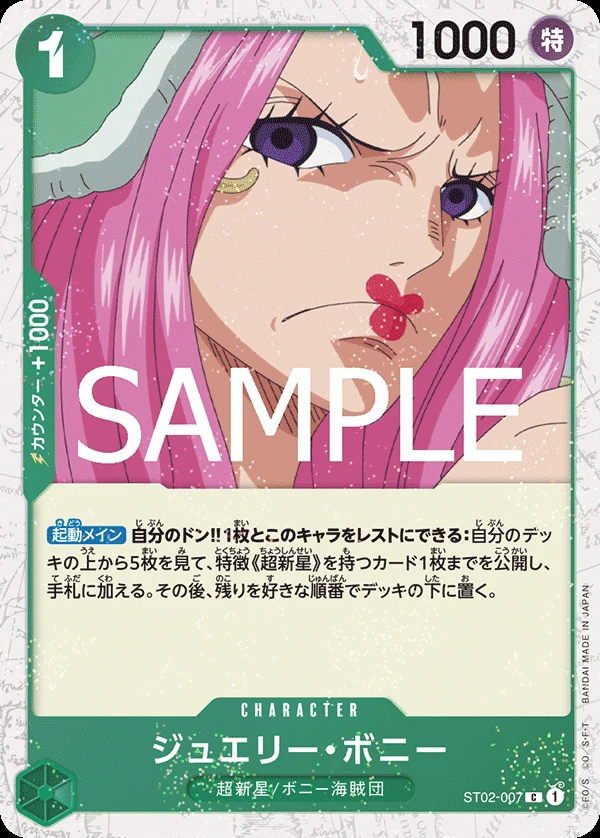 1
1000 特
カウンター +1000
SAMPLE
起動メイン 自分のドン!!1枚とこのキャラをレストにできる:自分のデッ
キの上から5枚を見て、特徴《超新星》を持つカード1枚までを公開し、
手札に加える。その後、残りを好きな順番でデッキの下に置く。
CHARACTER
ジュエリー・ボニー
超新星/ボニー海賊団
ST02-007 C 1
©E.O./S. ©O./S・F・T BANDAI MADE IN JAPAN